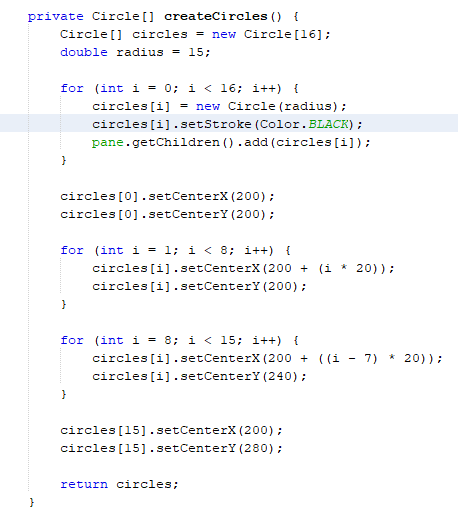 private Circle[] createCircles() {
    Circle[] circles = new Circle[16];
    double radius = 15;

    for (int i = 0; i < 16; i++) {
        circles[i] = new Circle(radius);
        circles[i].setStroke(Color.BLACK);
        pane.getChildren().add(circles[i]);
    }

    circles[0].setCenterX(200);
    circles[0].setCenterY(200);

    for (int i = 1; i < 8; i++) {
        circles[i].setCenterX(200 + (i * 20));
        circles[i].setCenterY(200);
    }

    for (int i = 8; i < 15; i++) {
        circles[i].setCenterX(200 + ((i - 7) * 20));
        circles[i].setCenterY(240);
    }

    circles[15].setCenterX(200);
    circles[15].setCenterY(280);

    return circles;
}